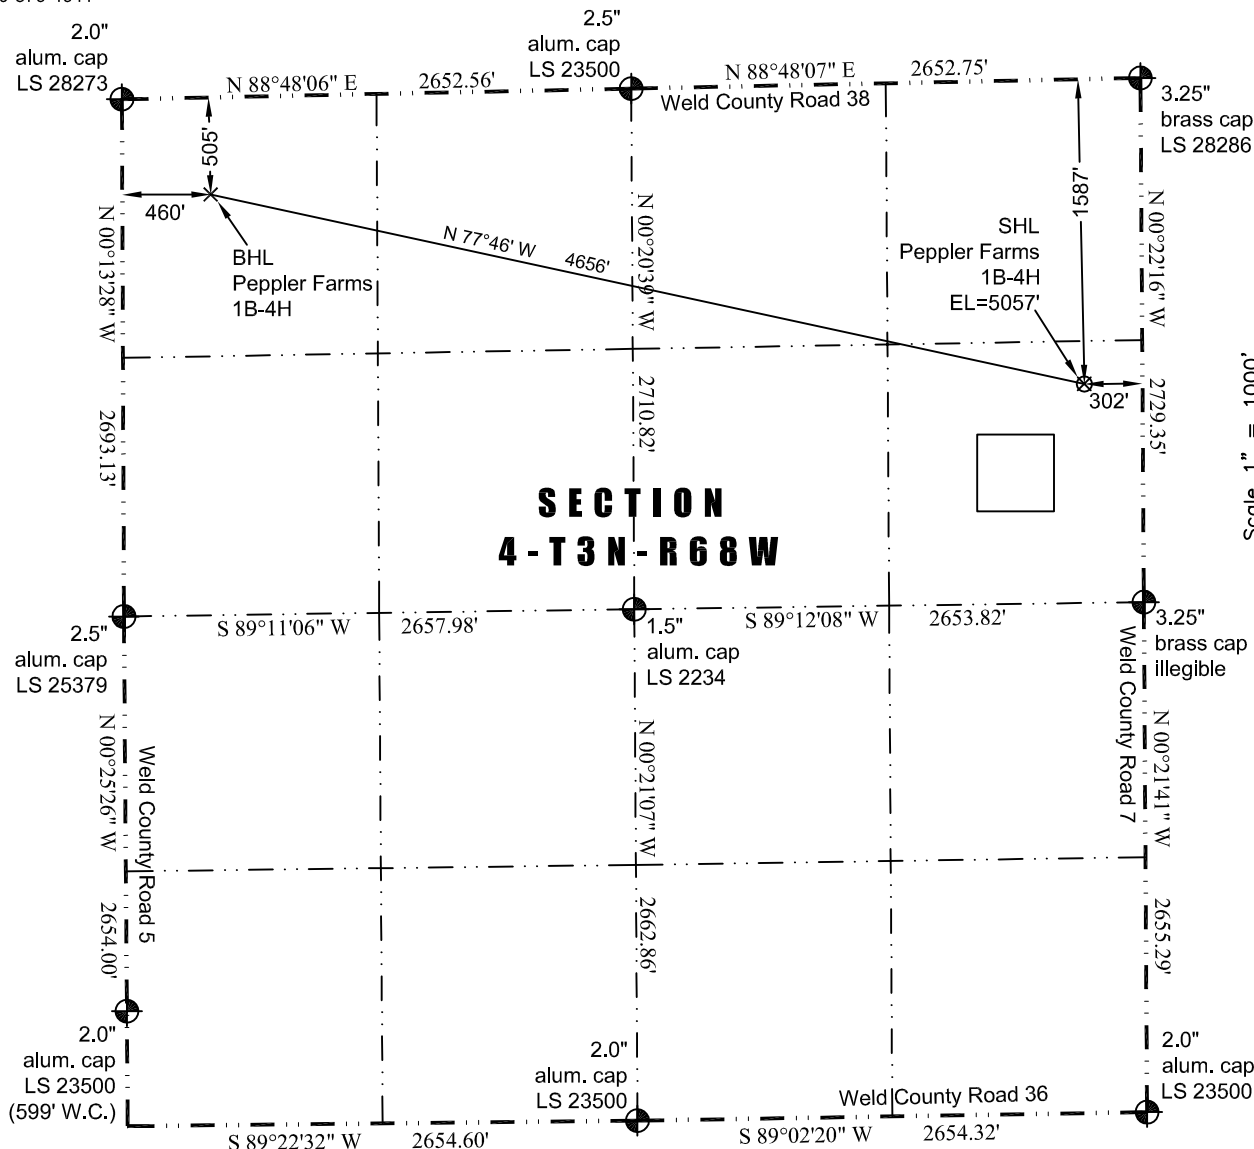 2.0"
alum. cap
LS 28273
2.5"
alum. cap
LS 23500
N 88°48'06" E
2652.56'
N 88°48'07" E
2652.75'
Weld County Road 38
3.25"
brass cap
LS 28286
505'
460'
1587'
N 00°13'28" W
BHL
Peppler Farms
1B-4H
N 77°46' W
4656'
N 00°20'39" W
SHL
Peppler Farms
1B-4H
EL=5057'
N 00°22'16" W
302'
2693.13'
2710.82'
2729.35'
Scale 1" = 1000'
SECTION
4-T3N-R68W
2.5"
alum. cap
LS 25379
S 89°11'06" W
2657.98'
1.5"
alum. cap
LS 2234
S 89°12'08" W
2653.82'
3.25"
brass cap
illegible
N 00°25'26" W
Weld County Road 5
N 00°21'07" W
Weld County Road 7
N 00°21'41" W
2654.00'
2662.86'
2655.29'
2.0"
alum. cap
LS 23500
(599' W.C.)
2.0"
alum. cap
LS 23500
Weld County Road 36
2.0"
alum. cap
LS 23500
S 89°22'32" W
2654.60'
S 89°02'20" W
2654.32'